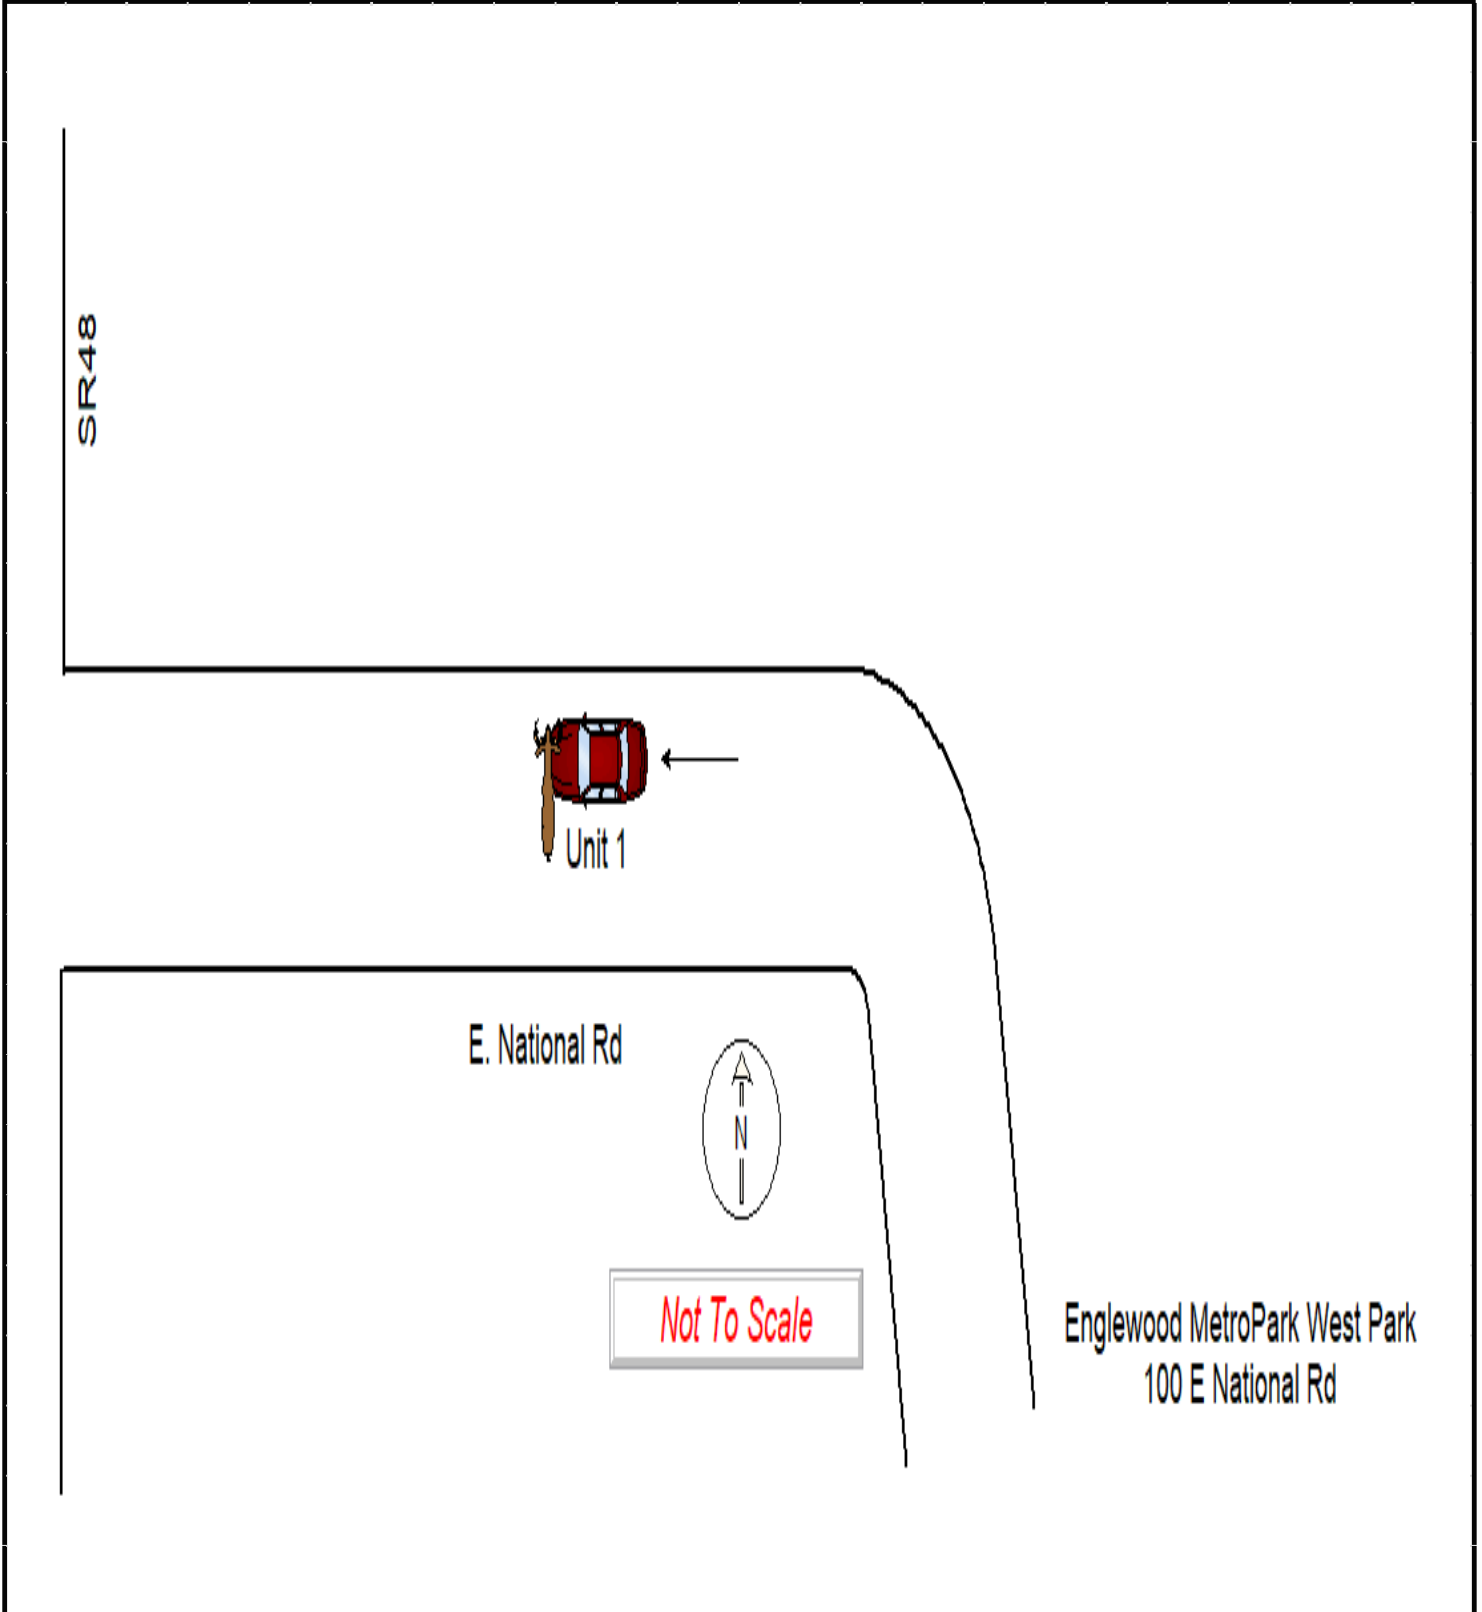 SR48
Unit 1
E. National Rd
N
Not To Scale
Englewood MetroPark West Park
100 E National Rd